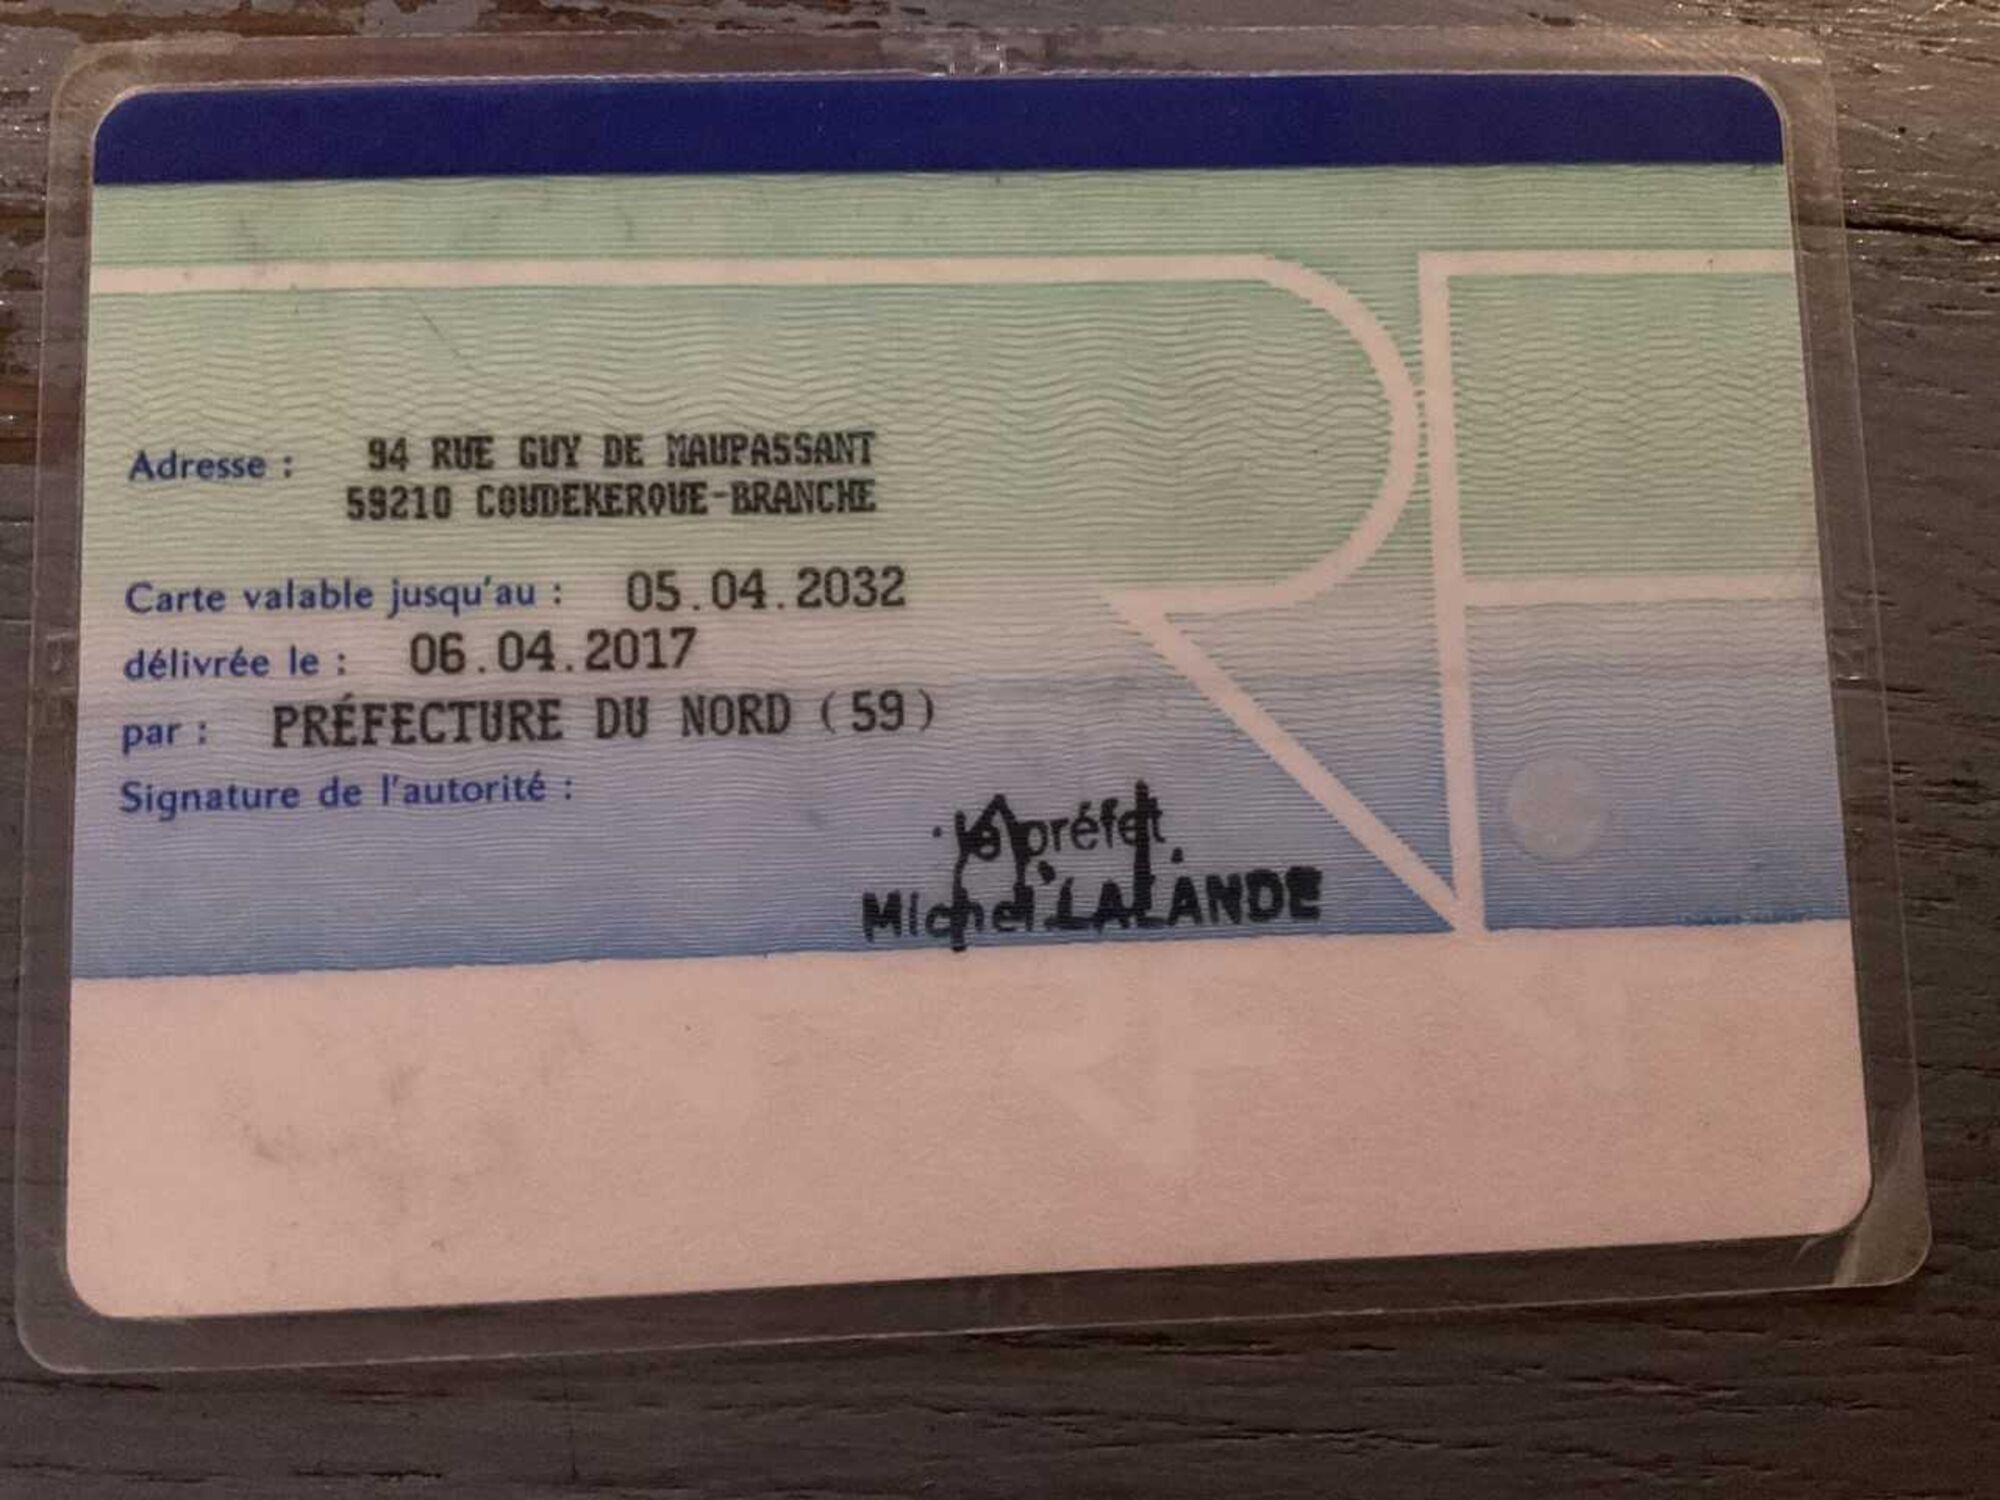 Adresse : 94 RUE GUY DE MAUPASSANT
59210 COUDEKERQUE-BRANCHE
Carte valable jusqu'au : 05.04.2032
délivrée le : 06.04.2017
par : PRÉFECTURE DU NORD (59)
Signature de l'autorité :
Le préfet
Michel LALANDE
RF